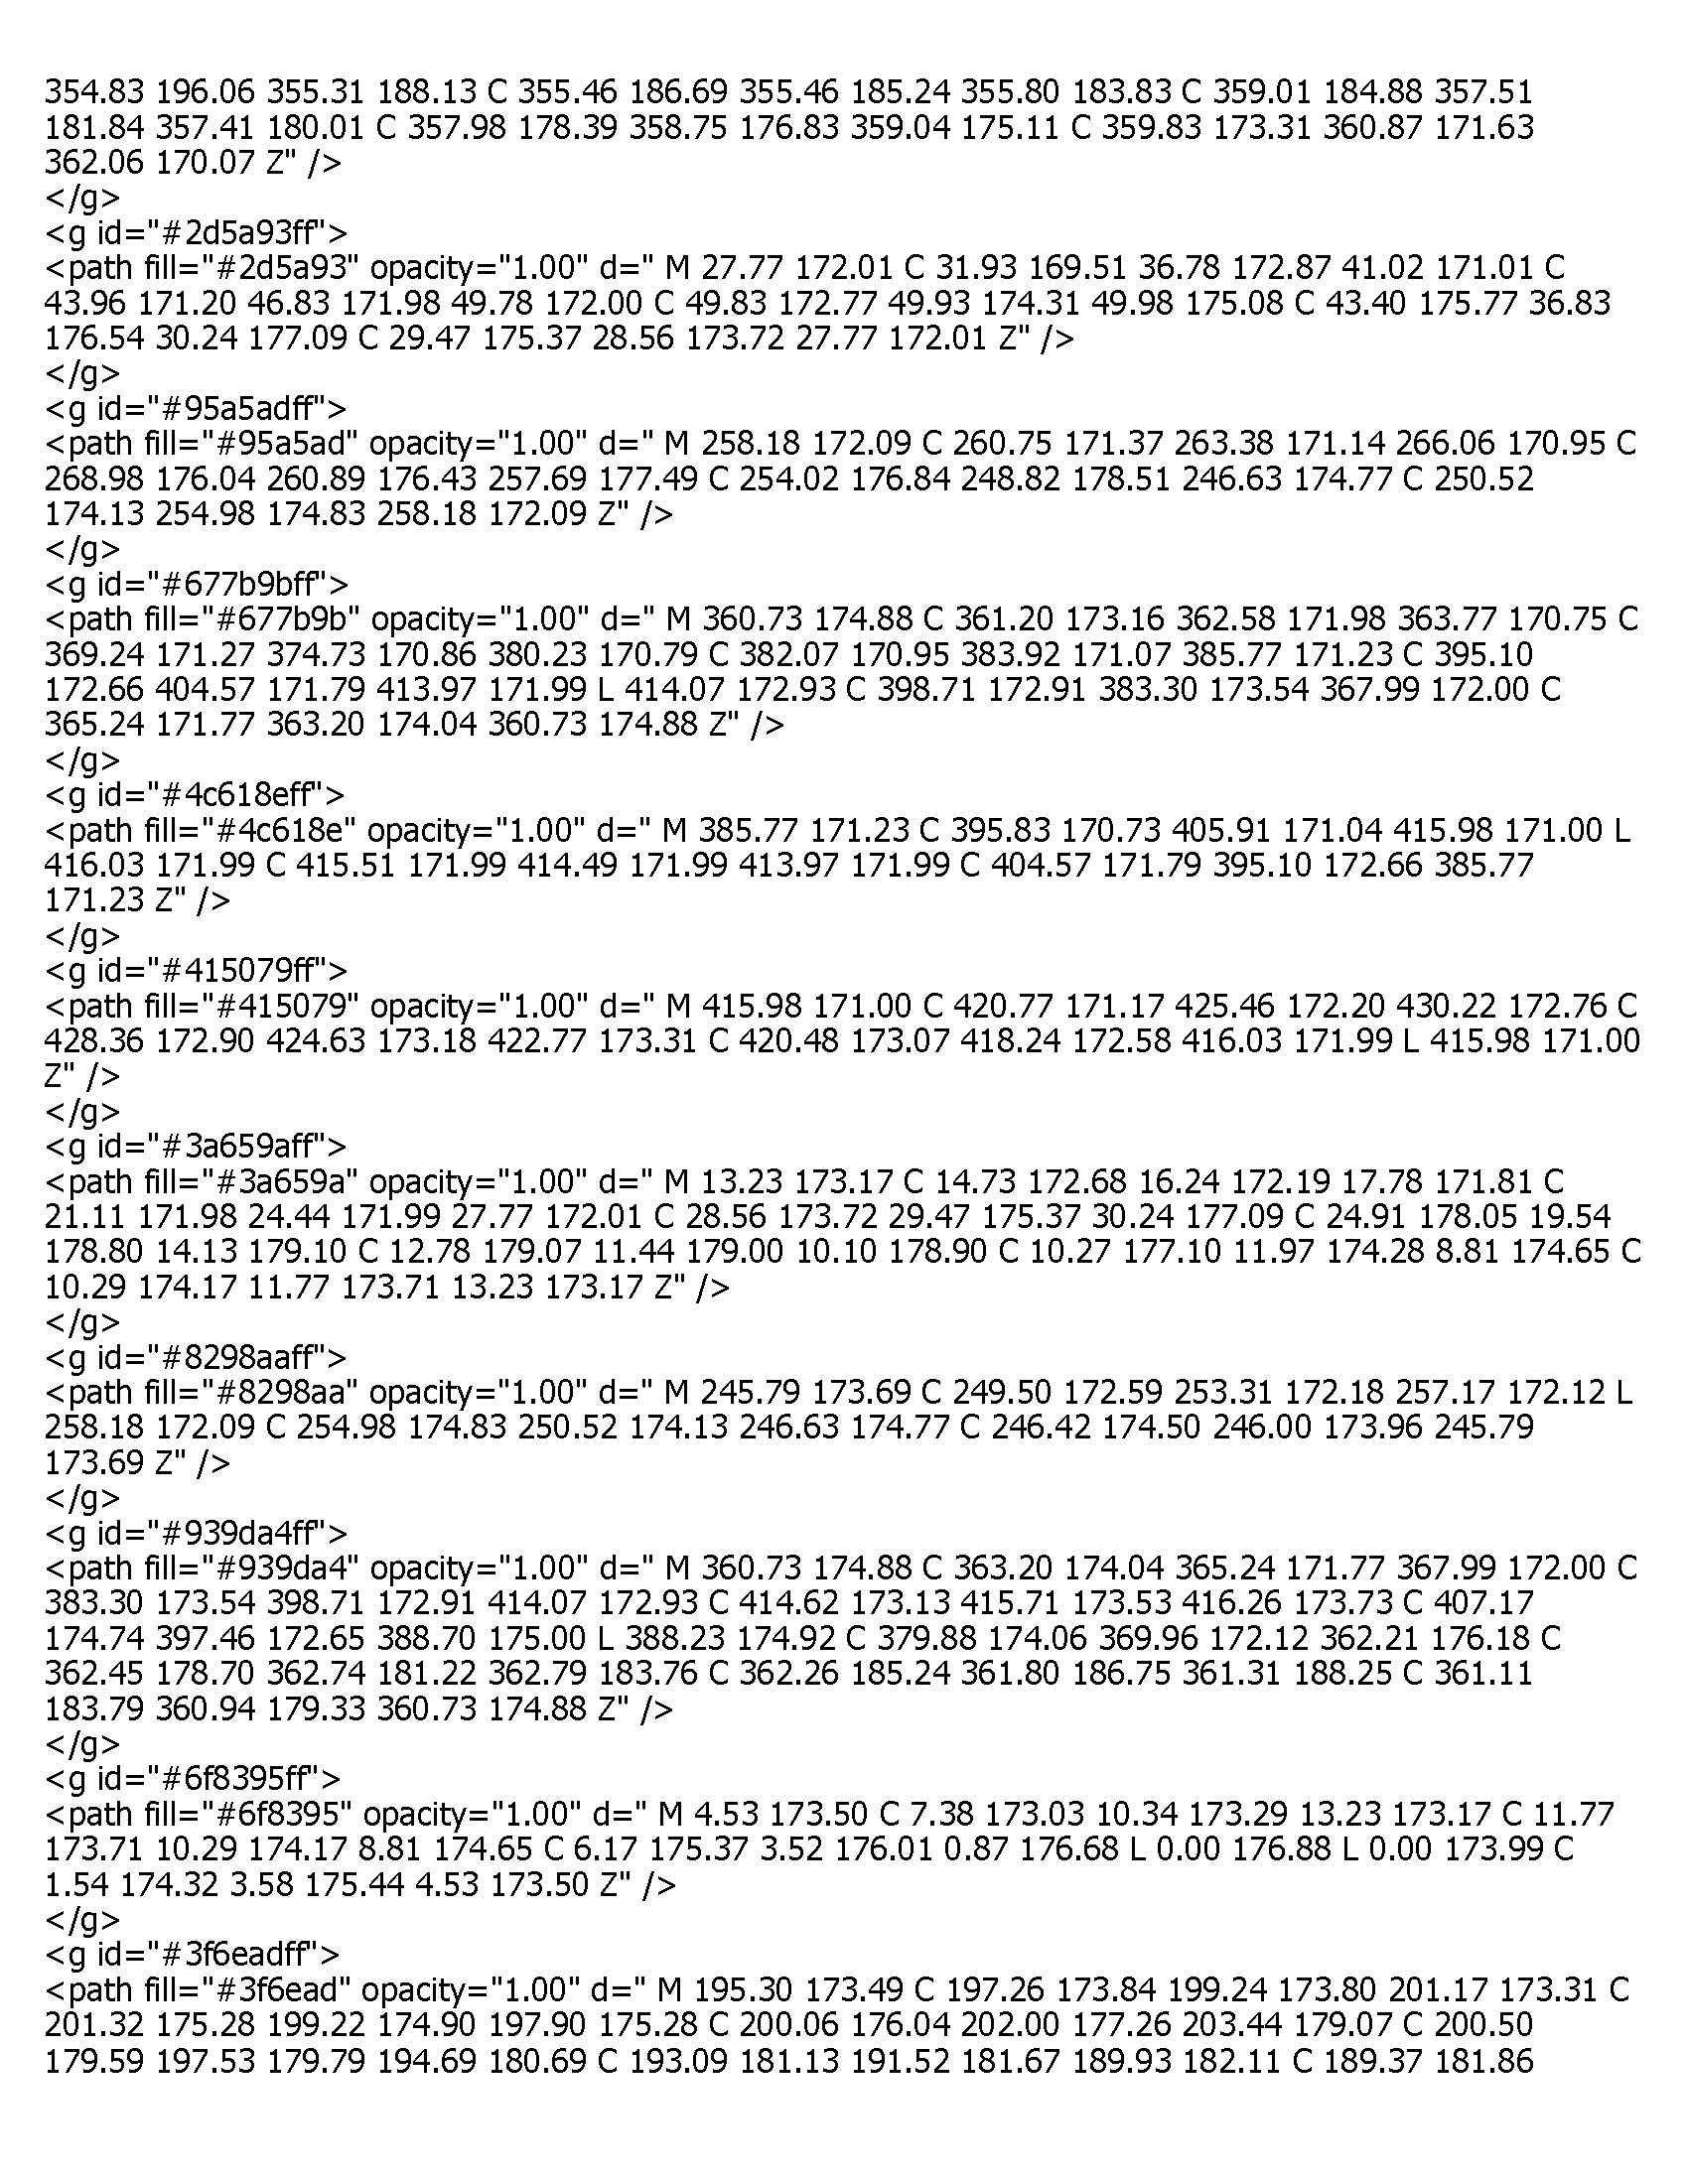 354.83 196.06 355.31 188.13 C 355.46 186.69 355.46 185.24 355.80 183.83 C 359.01 184.88 357.51
181.84 357.41 180.01 C 357.98 178.39 358.75 176.83 359.04 175.11 C 359.83 173.31 360.87 171.63
362.06 170.07 Z" />
</g>
<g id="#2d5a93ff">
<path fill="#2d5a93" opacity="1.00" d=" M 27.77 172.01 C 31.93 169.51 36.78 172.87 41.02 171.01 C
43.96 171.20 46.83 171.98 49.78 172.00 C 49.83 172.77 49.93 174.31 49.98 175.08 C 43.40 175.77 36.83
176.54 30.24 177.09 C 29.47 175.37 28.56 173.72 27.77 172.01 Z" />
</g>
<g id="#95a5adff">
<path fill="#95a5ad" opacity="1.00" d=" M 258.18 172.09 C 260.75 171.37 263.38 171.14 266.06 170.95 C
268.98 176.04 260.89 176.43 257.69 177.49 C 254.02 176.84 248.82 178.51 246.63 174.77 C 250.52
174.13 254.98 174.83 258.18 172.09 Z" />
</g>
<g id="#677b9bff">
<path fill="#677b9b" opacity="1.00" d=" M 360.73 174.88 C 361.20 173.16 362.58 171.98 363.77 170.75 C
369.24 171.27 374.73 170.86 380.23 170.79 C 382.07 170.95 383.92 171.07 385.77 171.23 C 395.10
172.66 404.57 171.79 413.97 171.99 L 414.07 172.93 C 398.71 172.91 383.30 173.54 367.99 172.00 C
365.24 171.77 363.20 174.04 360.73 174.88 Z" />
</g>
<g id="#4c618eff">
<path fill="#4c618e" opacity="1.00" d=" M 385.77 171.23 C 395.83 170.73 405.91 171.04 415.98 171.00 L
416.03 171.99 C 415.51 171.99 414.49 171.99 413.97 171.99 C 404.57 171.79 395.10 172.66 385.77
171.23 Z" />
</g>
<g id="#415079ff">
<path fill="#415079" opacity="1.00" d=" M 415.98 171.00 C 420.77 171.17 425.46 172.20 430.22 172.76 C
428.36 172.90 424.63 173.18 422.77 173.31 C 420.48 173.07 418.24 172.58 416.03 171.99 L 415.98 171.00
Z" />
</g>
<g id="#3a659aff">
<path fill="#3a659a" opacity="1.00" d=" M 13.23 173.17 C 14.73 172.68 16.24 172.19 17.78 171.81 C
21.11 171.98 24.44 171.99 27.77 172.01 C 28.56 173.72 29.47 175.37 30.24 177.09 C 24.91 178.05 19.54
178.80 14.13 179.10 C 12.78 179.07 11.44 179.00 10.10 178.90 C 10.27 177.10 11.97 174.28 8.81 174.65 C
10.29 174.17 11.77 173.71 13.23 173.17 Z" />
</g>
<g id="#8298aaff">
<path fill="#8298aa" opacity="1.00" d=" M 245.79 173.69 C 249.50 172.59 253.31 172.18 257.17 172.12 L
258.18 172.09 C 254.98 174.83 250.52 174.13 246.63 174.77 C 246.42 174.50 246.00 173.96 245.79
173.69 Z" />
</g>
<g id="#939da4ff">
<path fill="#939da4" opacity="1.00" d=" M 360.73 174.88 C 363.20 174.04 365.24 171.77 367.99 172.00 C
383.30 173.54 398.71 172.91 414.07 172.93 C 414.62 173.13 415.71 173.53 416.26 173.73 C 407.17
174.74 397.46 172.65 388.70 175.00 L 388.23 174.92 C 379.88 174.06 369.96 172.12 362.21 176.18 C
362.45 178.70 362.74 181.22 362.79 183.76 C 362.26 185.24 361.80 186.75 361.31 188.25 C 361.11
183.79 360.94 179.33 360.73 174.88 Z" />
</g>
<g id="#6f8395ff">
<path fill="#6f8395" opacity="1.00" d=" M 4.53 173.50 C 7.38 173.03 10.34 173.29 13.23 173.17 C 11.77
173.71 10.29 174.17 8.81 174.65 C 6.17 175.37 3.52 176.01 0.87 176.68 L 0.00 176.88 L 0.00 173.99 C
1.54 174.32 3.58 175.44 4.53 173.50 Z" />
</g>
<g id="#3f6eadff">
<path fill="#3f6ead" opacity="1.00" d=" M 195.30 173.49 C 197.26 173.84 199.24 173.80 201.17 173.31 C
201.32 175.28 199.22 174.90 197.90 175.28 C 200.06 176.04 202.00 177.26 203.44 179.07 C 200.50
179.59 197.53 179.79 194.69 180.69 C 193.09 181.13 191.52 181.67 189.93 182.11 C 189.37 181.86